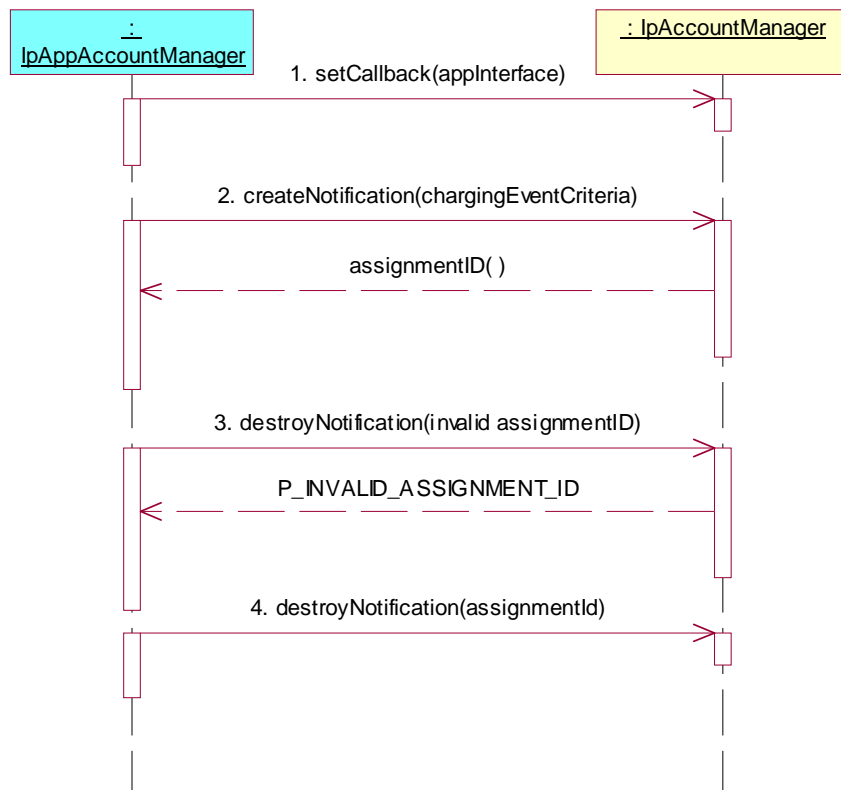 :
IpAppAccountManager
: IpAccountManager
1. setCallback(appInterface)
2. createNotification(chargingEventCriteria)
assignmentID( )
3. destroyNotification(invalid assignmentID)
P_INVALID_ASSIGNMENT_ID
4. destroyNotification(assignmentId)